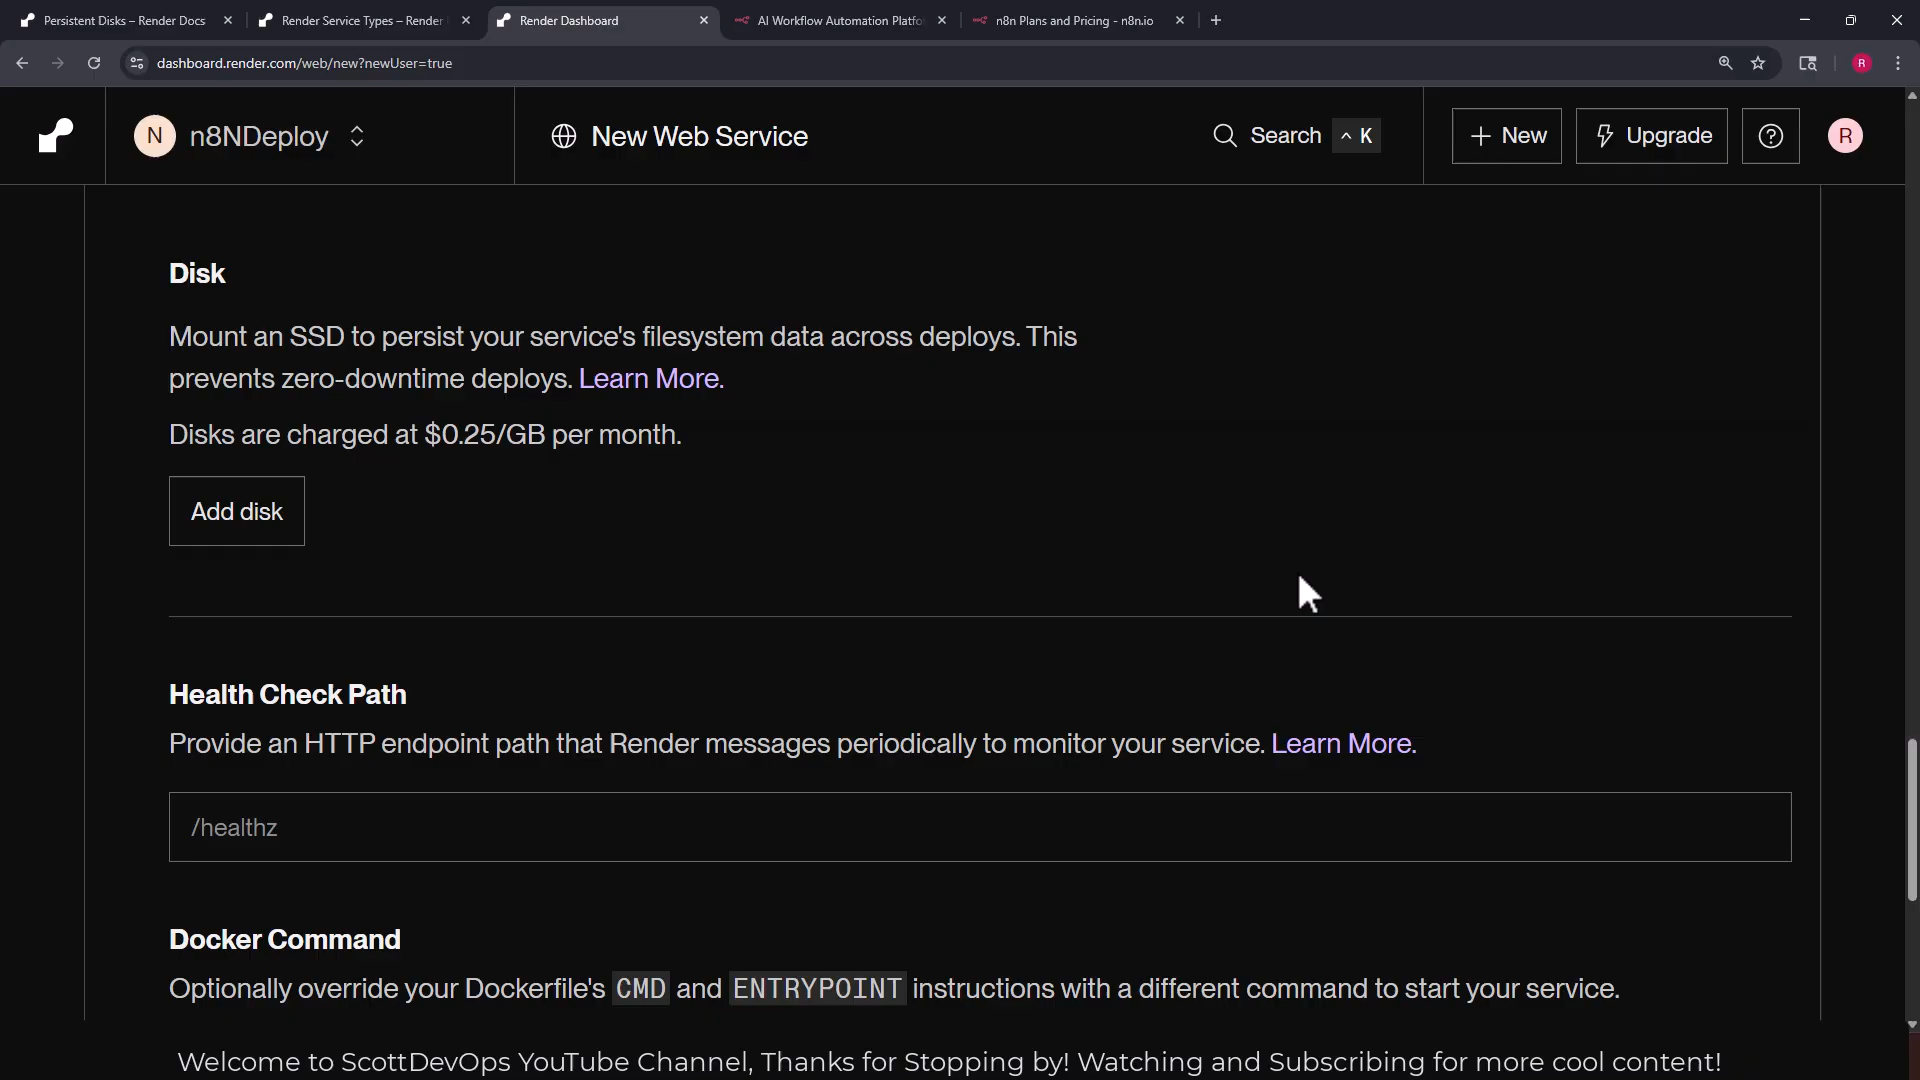 Persistent Disks – Render Docs
Render Service Types – Render
Render Dashboard
AI Workflow Automation Platfo
n8n Plans and Pricing - n8n.io
dashboard.render.com/web/new?newUser=true
R
N
n8NDeploy
New Web Service
Search
K
New
Upgrade
R
Disk
Mount an SSD to persist your service's filesystem data across deploys. This
prevents zero-downtime deploys. Learn More.
Disks are charged at $0.25/GB per month.
Add disk
Health Check Path
Provide an HTTP endpoint path that Render messages periodically to monitor your service. Learn More.
/healthz
Docker Command
Optionally override your Dockerfile's CMD and ENTRYPOINT instructions with a different command to start your service.
Welcome to ScottDevOps YouTube Channel, Thanks for Stopping by! Watching and Subscribing for more cool content!